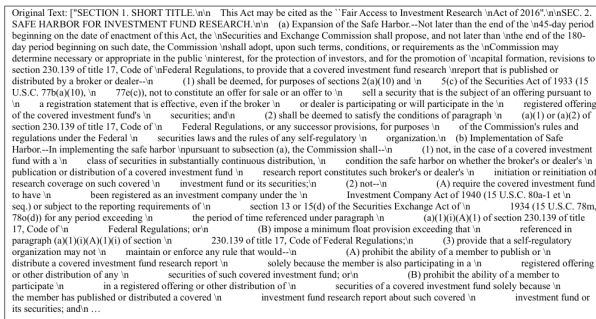 Original Text: ["SECTION 1. SHORT TITLE.\n\n    This Act may be cited as the ``Fair Access to Investment Research \nAct of 2016''.\n\nSEC. 2.
SAFE HARBOR FOR INVESTMENT FUND RESEARCH.\n\n    (a) Expansion of the Safe Harbor.--Not later than the end of the \n45-day period
beginning on the date of enactment of this Act, the \nSecurities and Exchange Commission shall propose, and not later than \nthe end of the 180-
day period beginning on such date, the Commission \nshall adopt, upon such terms, conditions, or requirements as the \nCommission may
determine necessary or appropriate in the public \ninterest, for the protection of investors, and for the promotion of \ncapital formation, revisions to
section 230.139 of title 17, Code of \nFederal Regulations, to provide that a covered investment fund research \nreport that is published or
distributed by a broker or dealer--\n        (1) shall be deemed, for purposes of sections 2(a)(10) and \n        5(c) of the Securities Act of 1933 (15
U.S.C. 77b(a)(10), \n        77e(c)), not to constitute an offer for sale or an offer to \n        sell a security that is the subject of an offering pursuant to
\n        a registration statement that is effective, even if the broker \n        or dealer is participating or will participate in the \n        registered offering
of the covered investment fund's \n        securities; and\n        (2) shall be deemed to satisfy the conditions of paragraph \n        (a)(1) or (a)(2) of
section 230.139 of title 17, Code of \n        Federal Regulations, or any successor provisions, for purposes \n        of the Commission's rules and
regulations under the Federal \n        securities laws and the rules of any self-regulatory \n        organization.\n    (b) Implementation of Safe
Harbor.--In implementing the safe harbor \npursuant to subsection (a), the Commission shall--\n        (1) not, in the case of a covered investment
fund with a \n        class of securities in substantially continuous distribution, \n        condition the safe harbor on whether the broker's or dealer's \n
publication or distribution of a covered investment fund \n        research report constitutes such broker's or dealer's \n        initiation or reinitiation of
research coverage on such covered \n        investment fund or its securities;\n        (2) not--\n        (A) require the covered investment fund
to have \n        been registered as an investment company under the \n        Investment Company Act of 1940 (15 U.S.C. 80a-1 et \n
seq.) or subject to the reporting requirements of \n        section 13 or 15(d) of the Securities Exchange Act of \n        1934 (15 U.S.C. 78m,
78o(d)) for any period exceeding \n        the period of time referenced under paragraph \n        (a)(1)(i)(A)(1) of section 230.139 of title
17, Code of \n        Federal Regulations; or\n        (B) impose a minimum float provision exceeding that \n        referenced in
paragraph (a)(1)(i)(A)(1)(i) of section \n        230.139 of title 17, Code of Federal Regulations;\n        (3) provide that a self-regulatory
organization may not \n        maintain or enforce any rule that would--\n        (A) prohibit the ability of a member to publish or \n
distribute a covered investment fund research report \n        solely because the member is also participating in a \n        registered offering
or other distribution of any \n        securities of such covered investment fund; or\n        (B) prohibit the ability of a member to
participate \n        in a registered offering or other distribution of \n        securities of a covered investment fund solely because \n
the member has published or distributed a covered \n        investment fund research report about such covered \n        investment fund or
its securities; and\n …